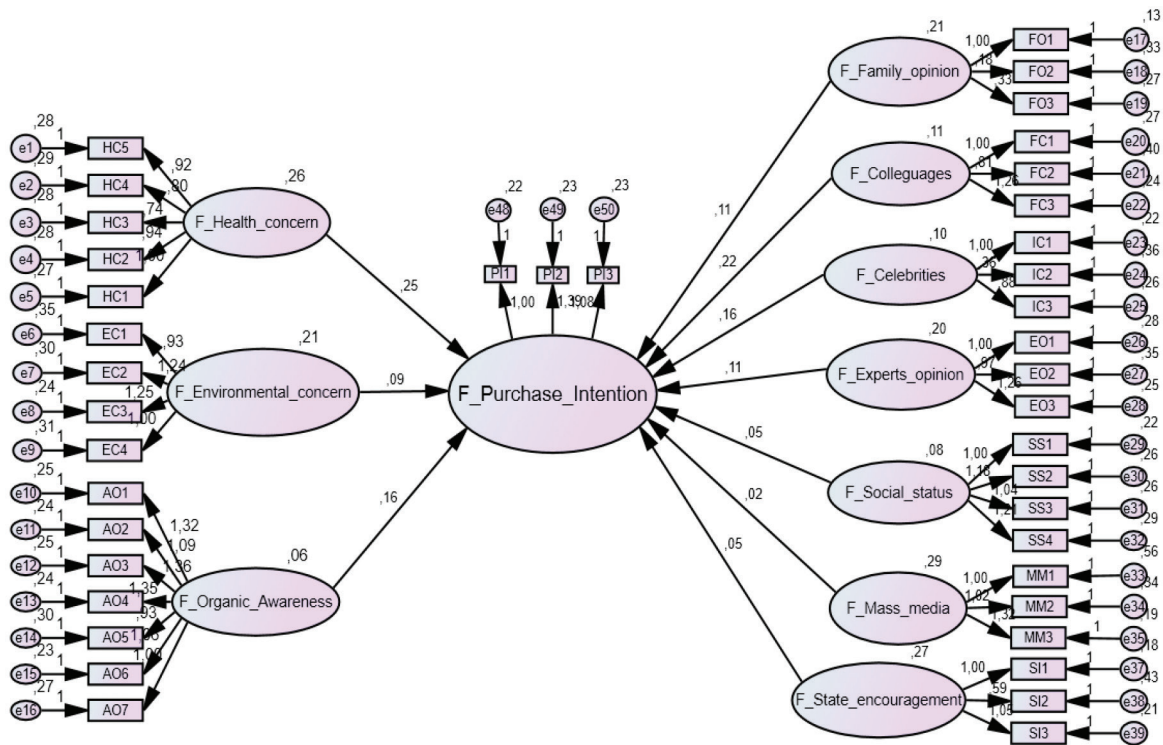 ,28
e1
1
HC5
,92
,29
e2
1
HC4
,80
,28
e3
1
HC3
,74
,28
e4
1
HC2
,94
,27
e5
1
HC1
F_Health_concern
,26
,25
,35
e6
1
EC1
,93
,30
e7
1
EC2
1,24
,24
e8
1
EC3
1,25
,31
e9
1
EC4
1,00
F_Environmental_concern
,21
,09
,25
e10
1
AO1
1,32
,24
e11
1
AO2
1,09
,25
e12
1
AO3
1,36
,24
e13
1
AO4
1,35
,30
e14
1
AO5
,93
,23
e15
1
AO6
,27
e16
1
AO7
1,00
F_Organic_Awareness
,06
,16
,22
e48
1
PI1
1,00
,23
e49
1
PI2
,23
e50
1
PI3
F_Purchase_Intention
,21
F_Family_opinion
,11
1,00
FO1
1
e17
,13
,18
FO2
1
e18
,33
,33
FO3
1
e19
,27
,11
F_Colleguages
,22
1,00
FC1
1
e20
,27
,81
FC2
1
e21
,40
1,26
FC3
1
e22
,24
,10
F_Celebrities
,16
1,00
IC1
1
e23
,22
IC2
1
e24
,36
,88
IC3
1
e25
,26
,20
F_Experts_opinion
,11
1,00
EO1
1
e26
,28
,97
EO2
1
e27
,35
1,26
EO3
1
e28
,25
,08
F_Social_status
,05
1,00
SS1
1
e29
,22
1,18
SS2
1
e30
,26
1,04
SS3
1
e31
,26
1,21
SS4
1
e32
,29
,29
F_Mass_media
,02
1,00
MM1
1
e33
,56
1,02
MM2
1
e34
MM3
1
e35
,19
1,32
,27
F_State_encouragement
,05
1,00
SI1
1
e37
,18
,59
SI2
1
e38
,43
1,05
SI3
1
e39
,21